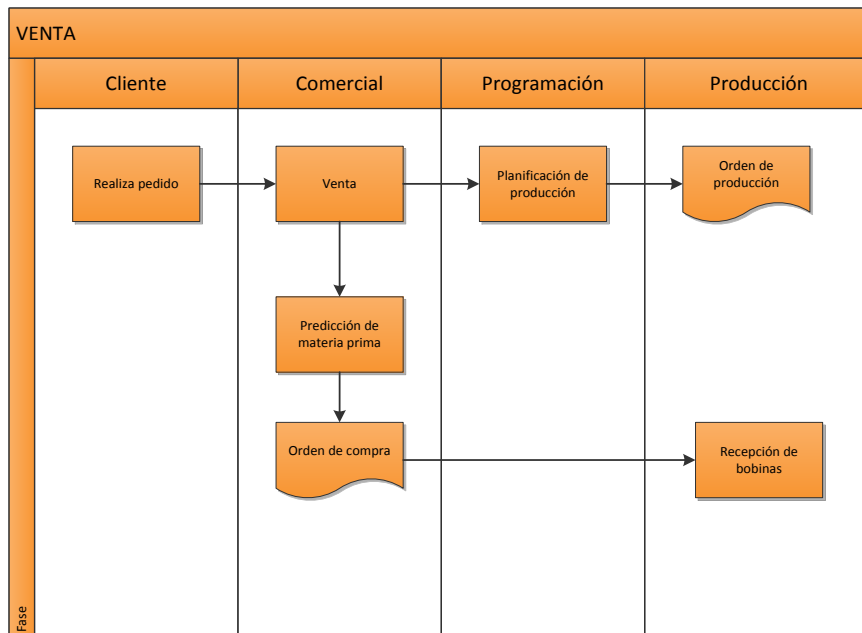 VENTA
Cliente
Comercial
Programación
Producción
Realiza pedido
Venta
Planificación de
producción
Orden de
producción
Predicción de
materia prima
Orden de compra
Recepción de
bobinas
Fase